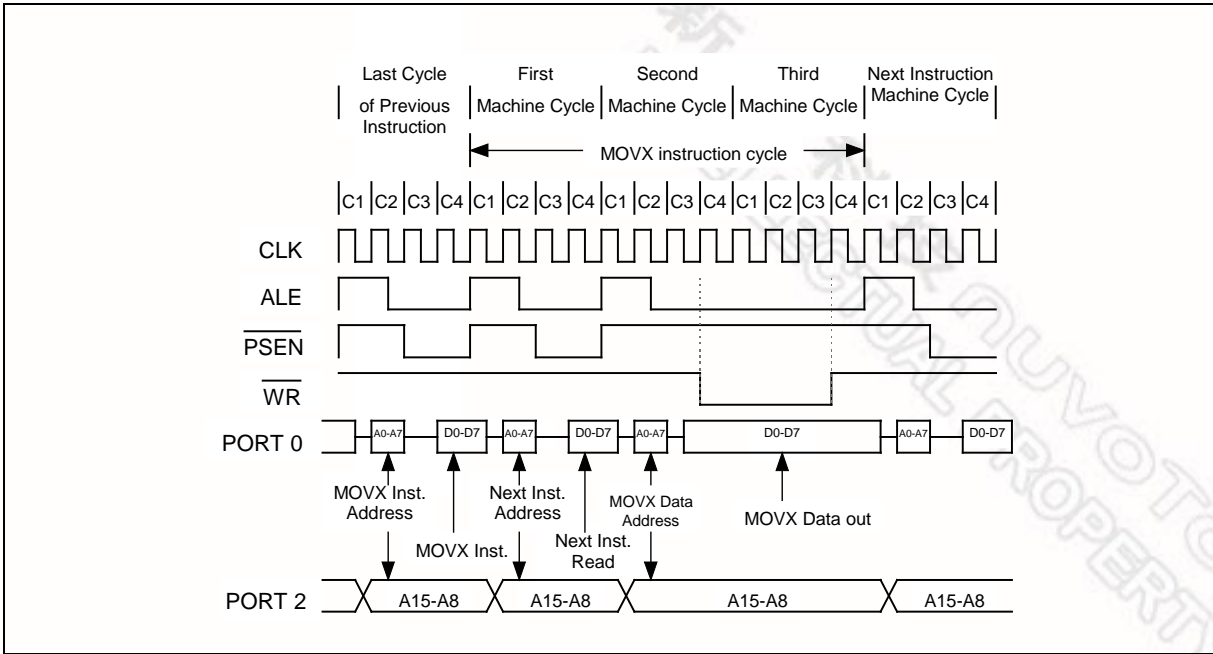 Last Cycle of Previous Instruction
First Machine Cycle
Second Machine Cycle
Third Machine Cycle
Next Instruction Machine Cycle
MOVX instruction cycle
C1 C2 C3 C4 C1 C2 C3 C4 C1 C2 C3 C4 C1 C2 C3 C4 C1 C2 C3 C4
CLK
ALE
PSEN
WR
PORT 0
A0-A7 D0-D7 A0-A7 D0-D7 A0-A7 D0-D7 A0-A7 D0-D7
MOVX Inst. Address
MOVX Inst.
Next Inst. Address
Next Inst. Read
MOVX Data Address
MOVX Data out
PORT 2
A15-A8 A15-A8 A15-A8 A15-A8
nuvoTo
PROPERTY